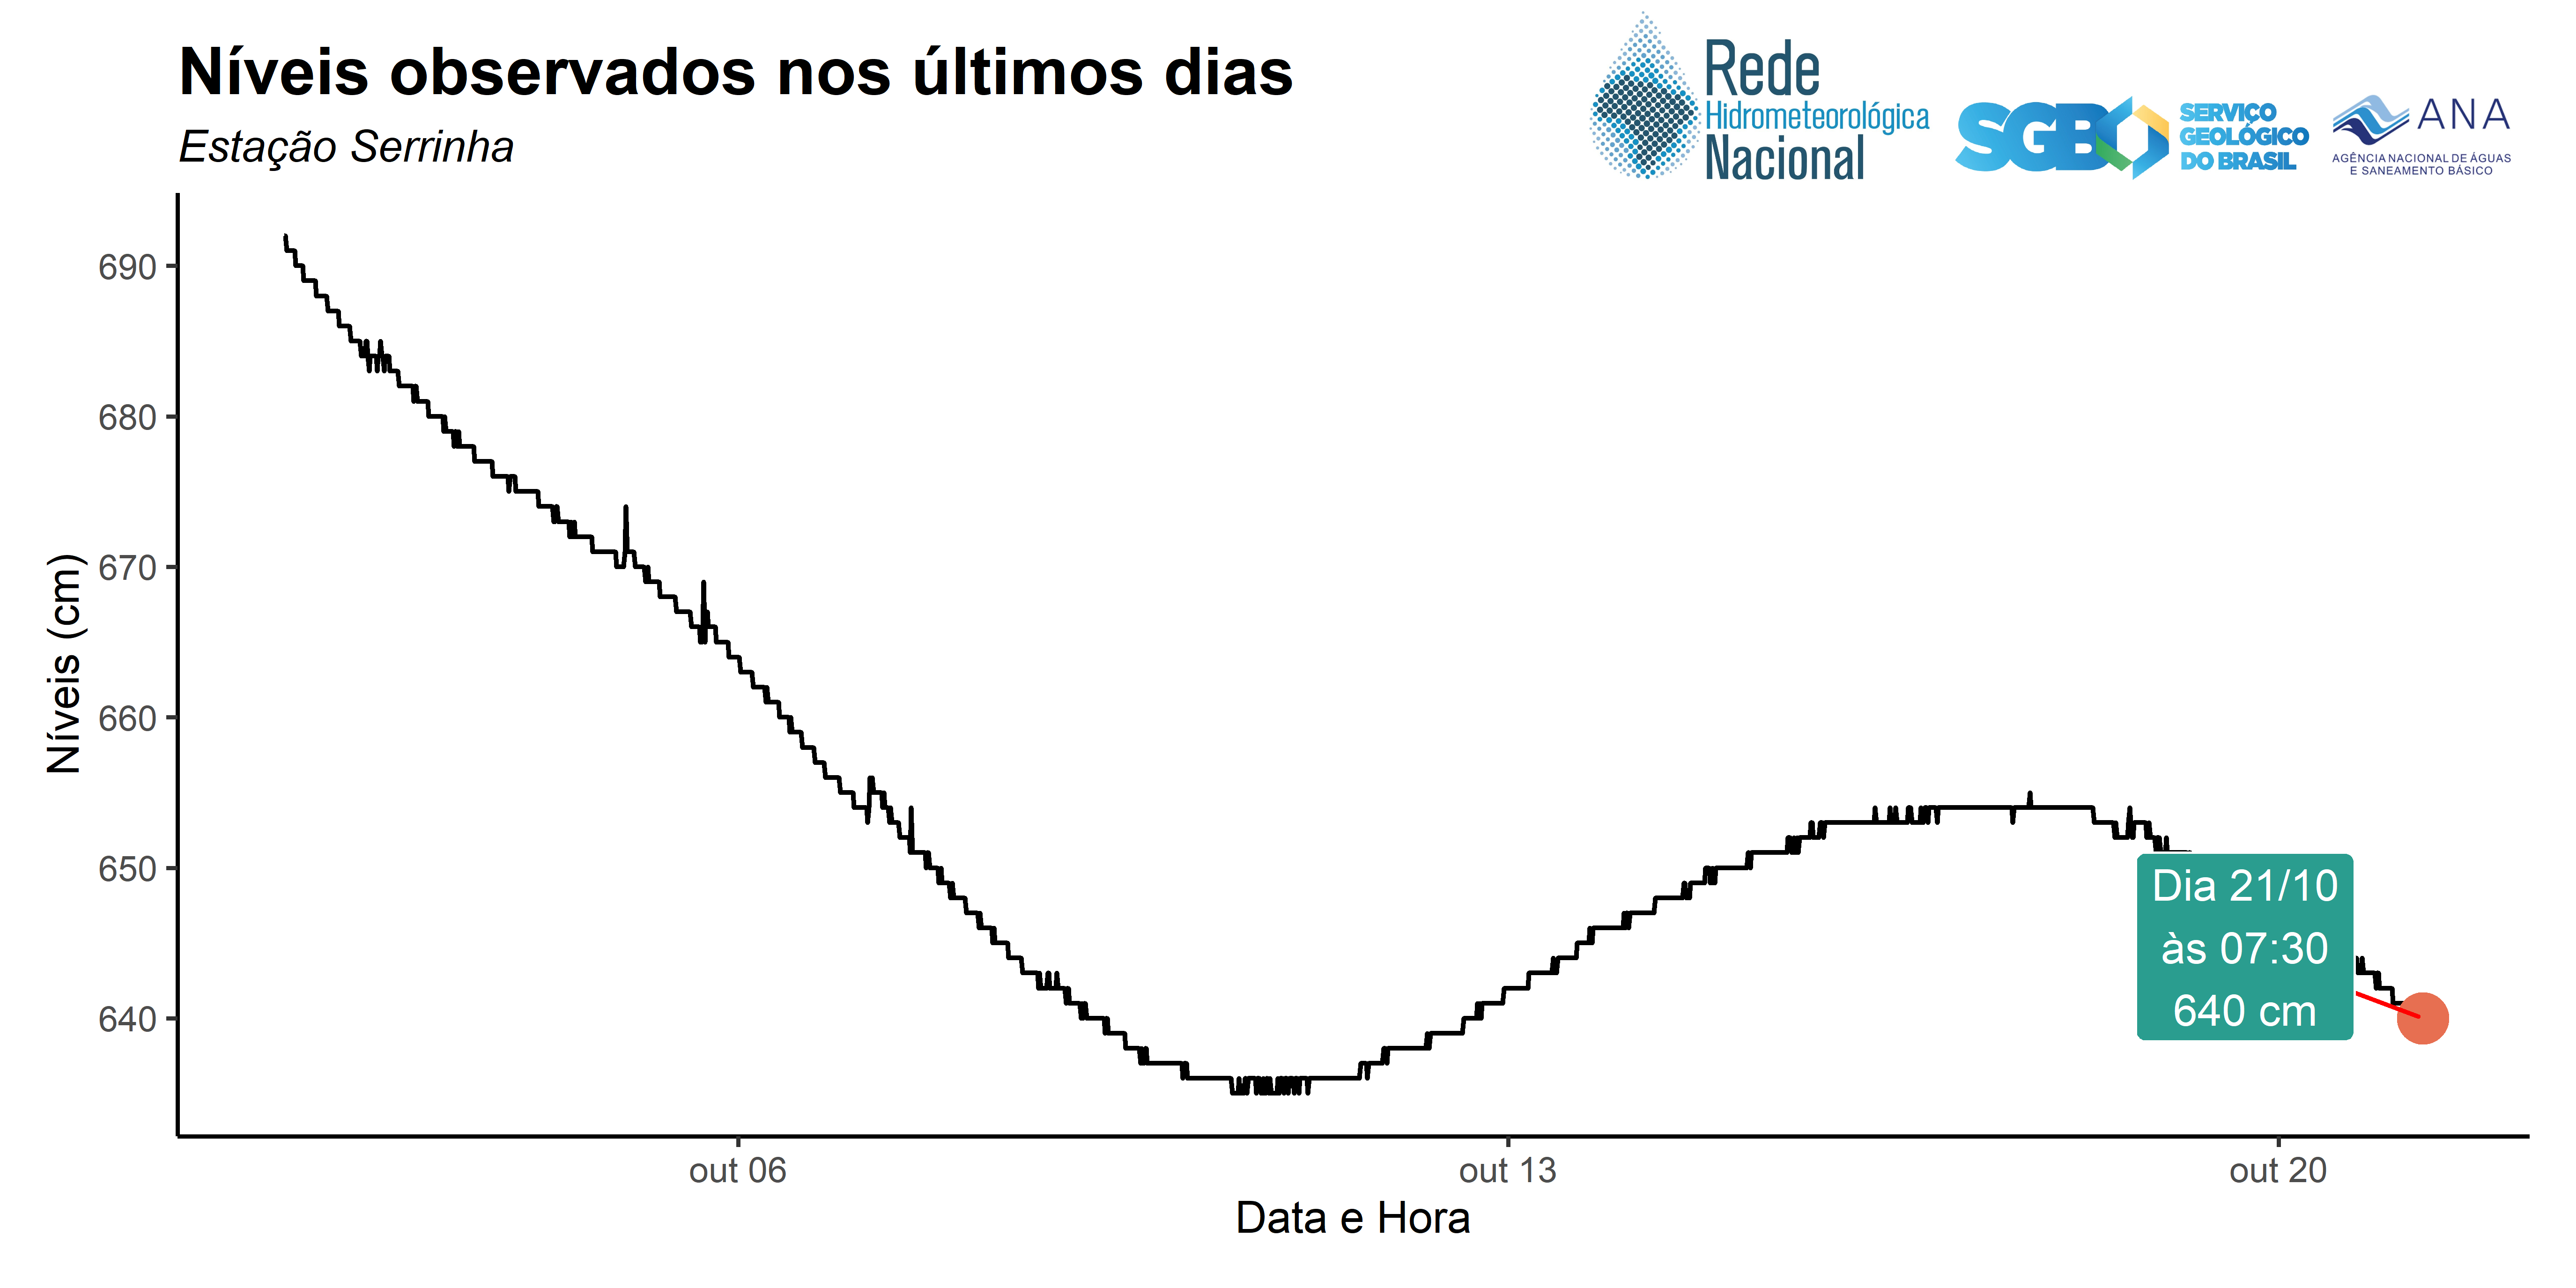 Níveis observados nos últimos dias
Estação Serrinha
Rede
Hidrometeorológica
Nacional
SGB
SERVIÇO
GEOLÓGICO
DO BRASIL
ANA
AGÊNCIA NACIONAL DE ÁGUAS
E SANEAMENTO BÁSICO
Níveis (cm)
690
680
670
660
650
640
Dia 21/10
às 07:30
640 cm
out 06
out 13
out 20
Data e Hora